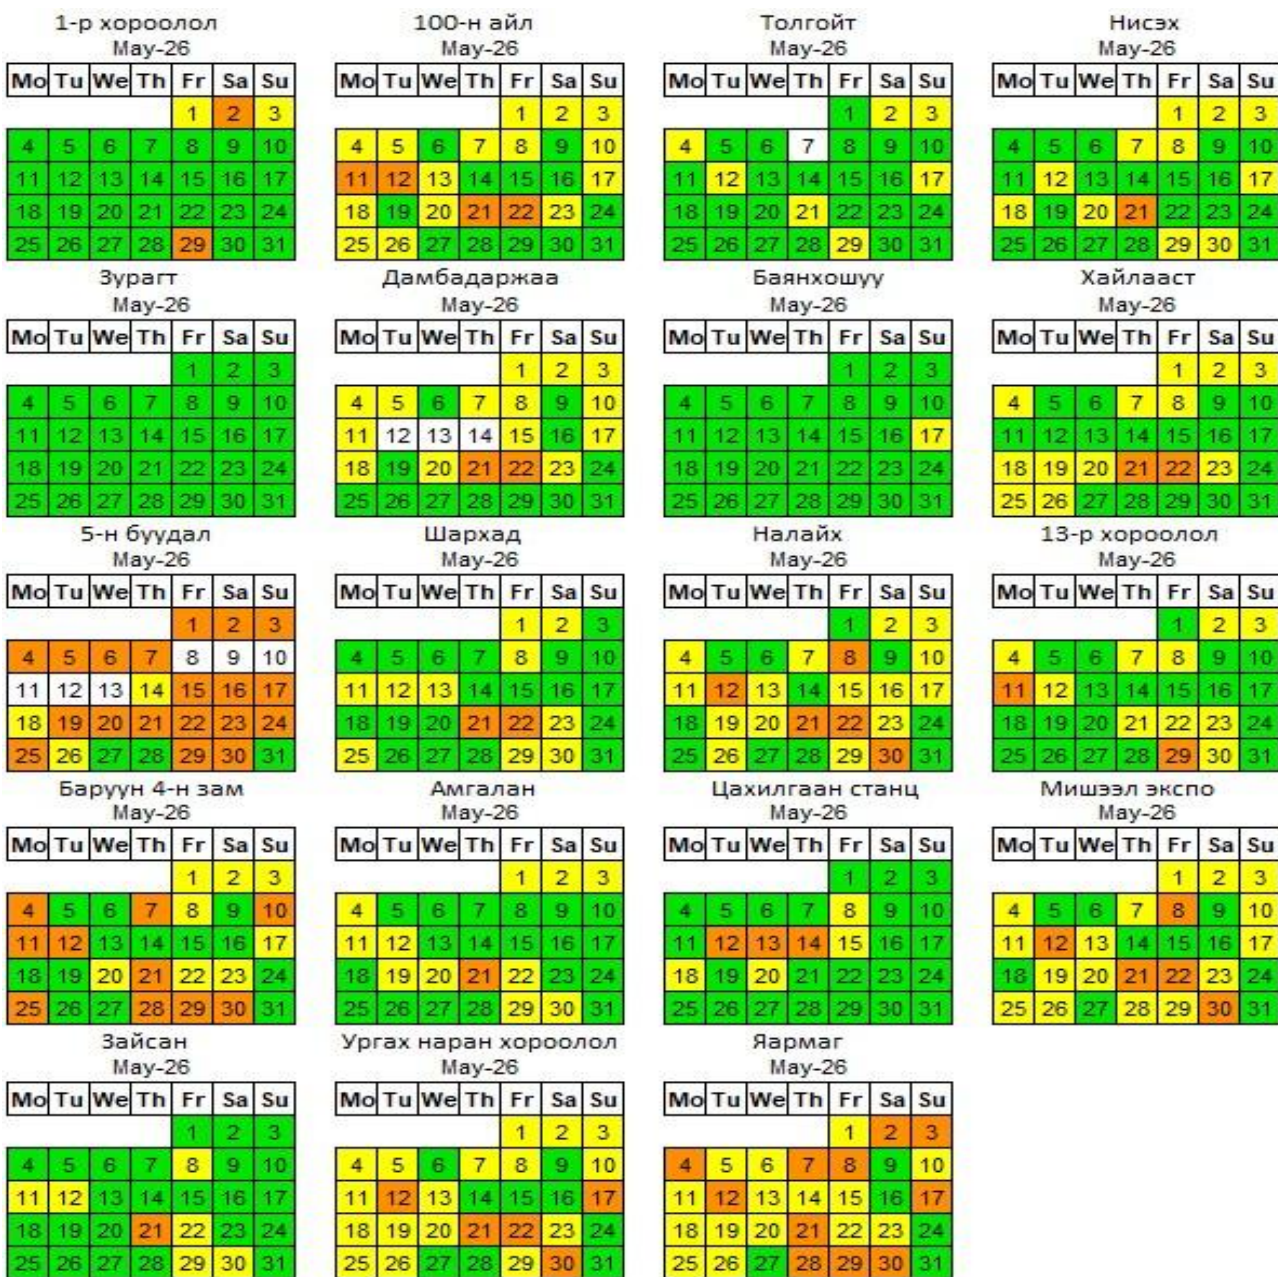 1-р хороолол
May-26
Mo Tu We Th Fr Sa Su
1 2 3
4 5 6 7 8 9 10
11 12 13 14 15 16 17
18 19 20 21 22 23 24
25 26 27 28 29 30 31
100-н айл
May-26
Mo Tu We Th Fr Sa Su
1 2 3
4 5 6 7 8 9 10
11 12 13 14 15 16 17
18 19 20 21 22 23 24
25 26 27 28 29 30 31
Толгойт
May-26
Mo Tu We Th Fr Sa Su
1 2 3
4 5 6 7 8 9 10
11 12 13 14 15 16 17
18 19 20 21 22 23 24
25 26 27 28 29 30 31
Нисэх
May-26
Mo Tu We Th Fr Sa Su
1 2 3
4 5 6 7 8 9 10
11 12 13 14 15 16 17
18 19 20 21 22 23 24
25 26 27 28 29 30 31
Зурагт
May-26
Mo Tu We Th Fr Sa Su
1 2 3
4 5 6 7 8 9 10
11 12 13 14 15 16 17
18 19 20 21 22 23 24
25 26 27 28 29 30 31
Дамбадаржаа
May-26
Mo Tu We Th Fr Sa Su
1 2 3
4 5 6 7 8 9 10
11 12 13 14 15 16 17
18 19 20 21 22 23 24
25 26 27 28 29 30 31
Баянхошуу
May-26
Mo Tu We Th Fr Sa Su
1 2 3
4 5 6 7 8 9 10
11 12 13 14 15 16 17
18 19 20 21 22 23 24
25 26 27 28 29 30 31
Хайлааст
May-26
Mo Tu We Th Fr Sa Su
1 2 3
4 5 6 7 8 9 10
11 12 13 14 15 16 17
18 19 20 21 22 23 24
25 26 27 28 29 30 31
5-н буудал
May-26
Mo Tu We Th Fr Sa Su
1 2 3
4 5 6 7 8 9 10
11 12 13 14 15 16 17
18 19 20 21 22 23 24
25 26 27 28 29 30 31
Шархад
May-26
Mo Tu We Th Fr Sa Su
1 2 3
4 5 6 7 8 9 10
11 12 13 14 15 16 17
18 19 20 21 22 23 24
25 26 27 28 29 30 31
Налайх
May-26
Mo Tu We Th Fr Sa Su
1 2 3
4 5 6 7 8 9 10
11 12 13 14 15 16 17
18 19 20 21 22 23 24
25 26 27 28 29 30 31
13-р хороолол
May-26
Mo Tu We Th Fr Sa Su
1 2 3
4 5 6 7 8 9 10
11 12 13 14 15 16 17
18 19 20 21 22 23 24
25 26 27 28 29 30 31
Баруун 4-н зам
May-26
Mo Tu We Th Fr Sa Su
1 2 3
4 5 6 7 8 9 10
11 12 13 14 15 16 17
18 19 20 21 22 23 24
25 26 27 28 29 30 31
Амгалан
May-26
Mo Tu We Th Fr Sa Su
1 2 3
4 5 6 7 8 9 10
11 12 13 14 15 16 17
18 19 20 21 22 23 24
25 26 27 28 29 30 31
Цахилгаан станц
May-26
Mo Tu We Th Fr Sa Su
1 2 3
4 5 6 7 8 9 10
11 12 13 14 15 16 17
18 19 20 21 22 23 24
25 26 27 28 29 30 31
Мишээл экспо
May-26
Mo Tu We Th Fr Sa Su
1 2 3
4 5 6 7 8 9 10
11 12 13 14 15 16 17
18 19 20 21 22 23 24
25 26 27 28 29 30 31
Зайсан
May-26
Mo Tu We Th Fr Sa Su
1 2 3
4 5 6 7 8 9 10
11 12 13 14 15 16 17
18 19 20 21 22 23 24
25 26 27 28 29 30 31
Ургах наран хороолол
May-26
Mo Tu We Th Fr Sa Su
1 2 3
4 5 6 7 8 9 10
11 12 13 14 15 16 17
18 19 20 21 22 23 24
25 26 27 28 29 30 31
Яармаг
May-26
Mo Tu We Th Fr Sa Su
1 2 3
4 5 6 7 8 9 10
11 12 13 14 15 16 17
18 19 20 21 22 23 24
25 26 27 28 29 30 31